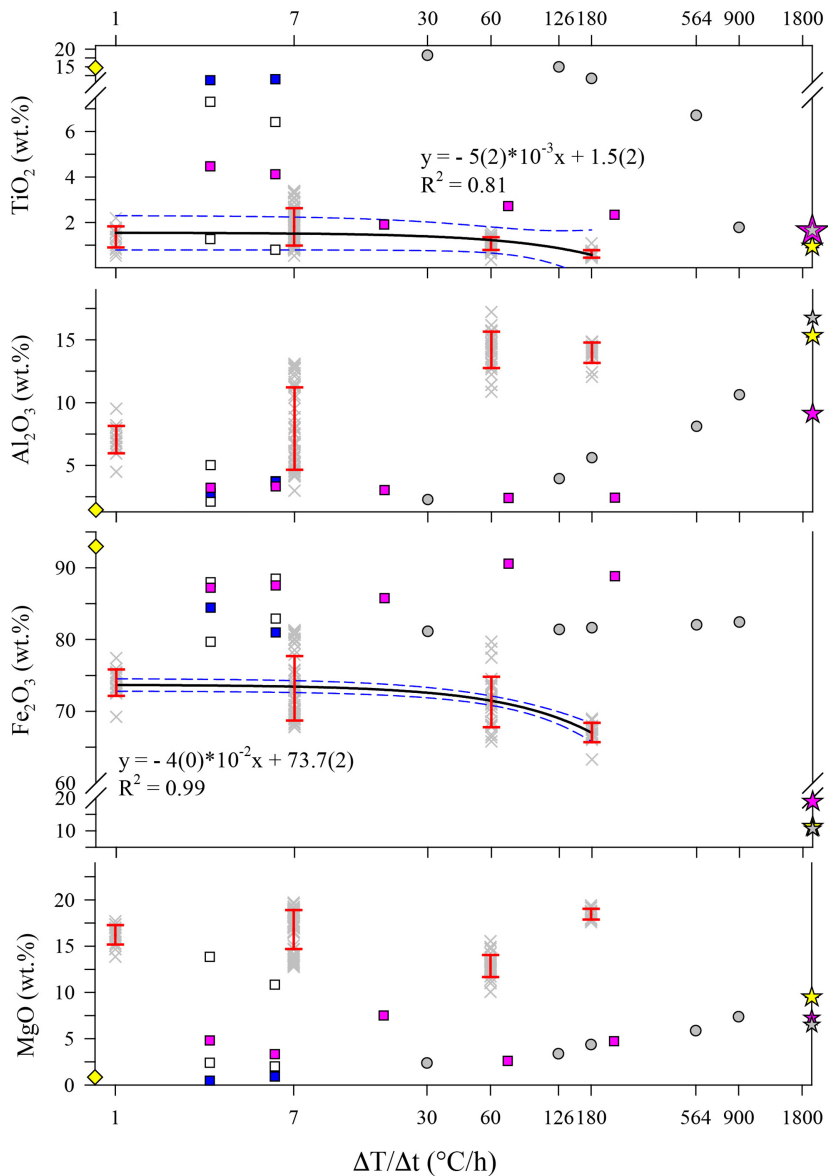 1 7 30 60 126 180 564 900 1800
20
15
6
4
2
TiO₂ (wt.%)
y = - 5(2)*10⁻³x + 1.5(2)
R² = 0.81
15
10
5
Al₂O₃ (wt.%)
90
80
70
60
20
10
Fe₂O₃ (wt.%)
y = - 4(0)*10⁻²x + 73.7(2)
R² = 0.99
20
15
10
5
0
MgO (wt.%)
1 7 30 60 126 180 564 900 1800
ΔT/Δt (°C/h)